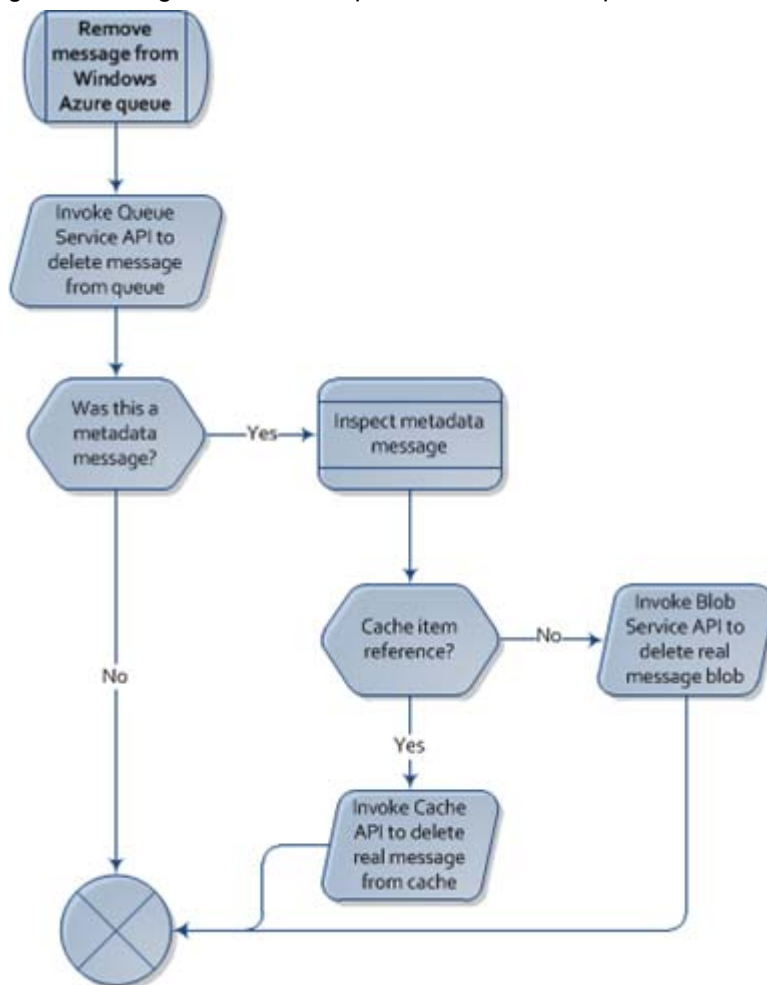 Remove
message from
Windows
Azure queue
Invoke Queue
Service API to
delete message
from queue
Was this a
metadata
message?
Yes
Inspect metadata
message
Cache item
reference?
No
Invoke Blob
Service API to
delete real
message blob
No
Yes
Invoke Cache
API to delete
real message
from cache